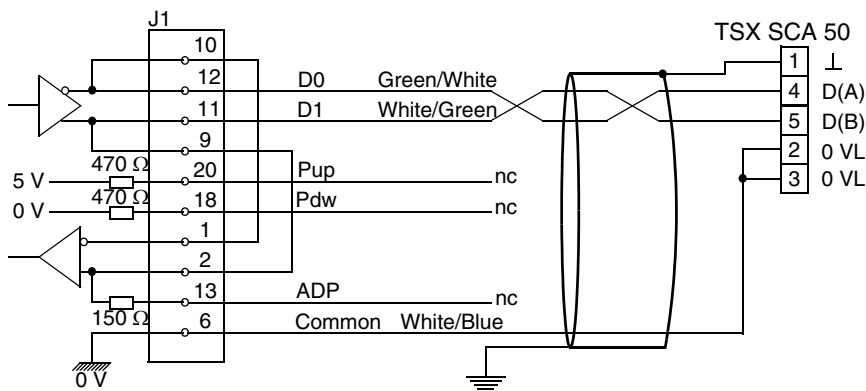 J1
TSX SCA 50
10
1 ⊥
12 D0 Green/White 4 D(A)
11 D1 White/Green 5 D(B)
9 2 0 VL
470 Ω
5 V 20 Pup nc 3 0 VL
470 Ω
0 V 18 Pdw nc
1
2
13 ADP nc
150 Ω
6 Common White/Blue
0 V